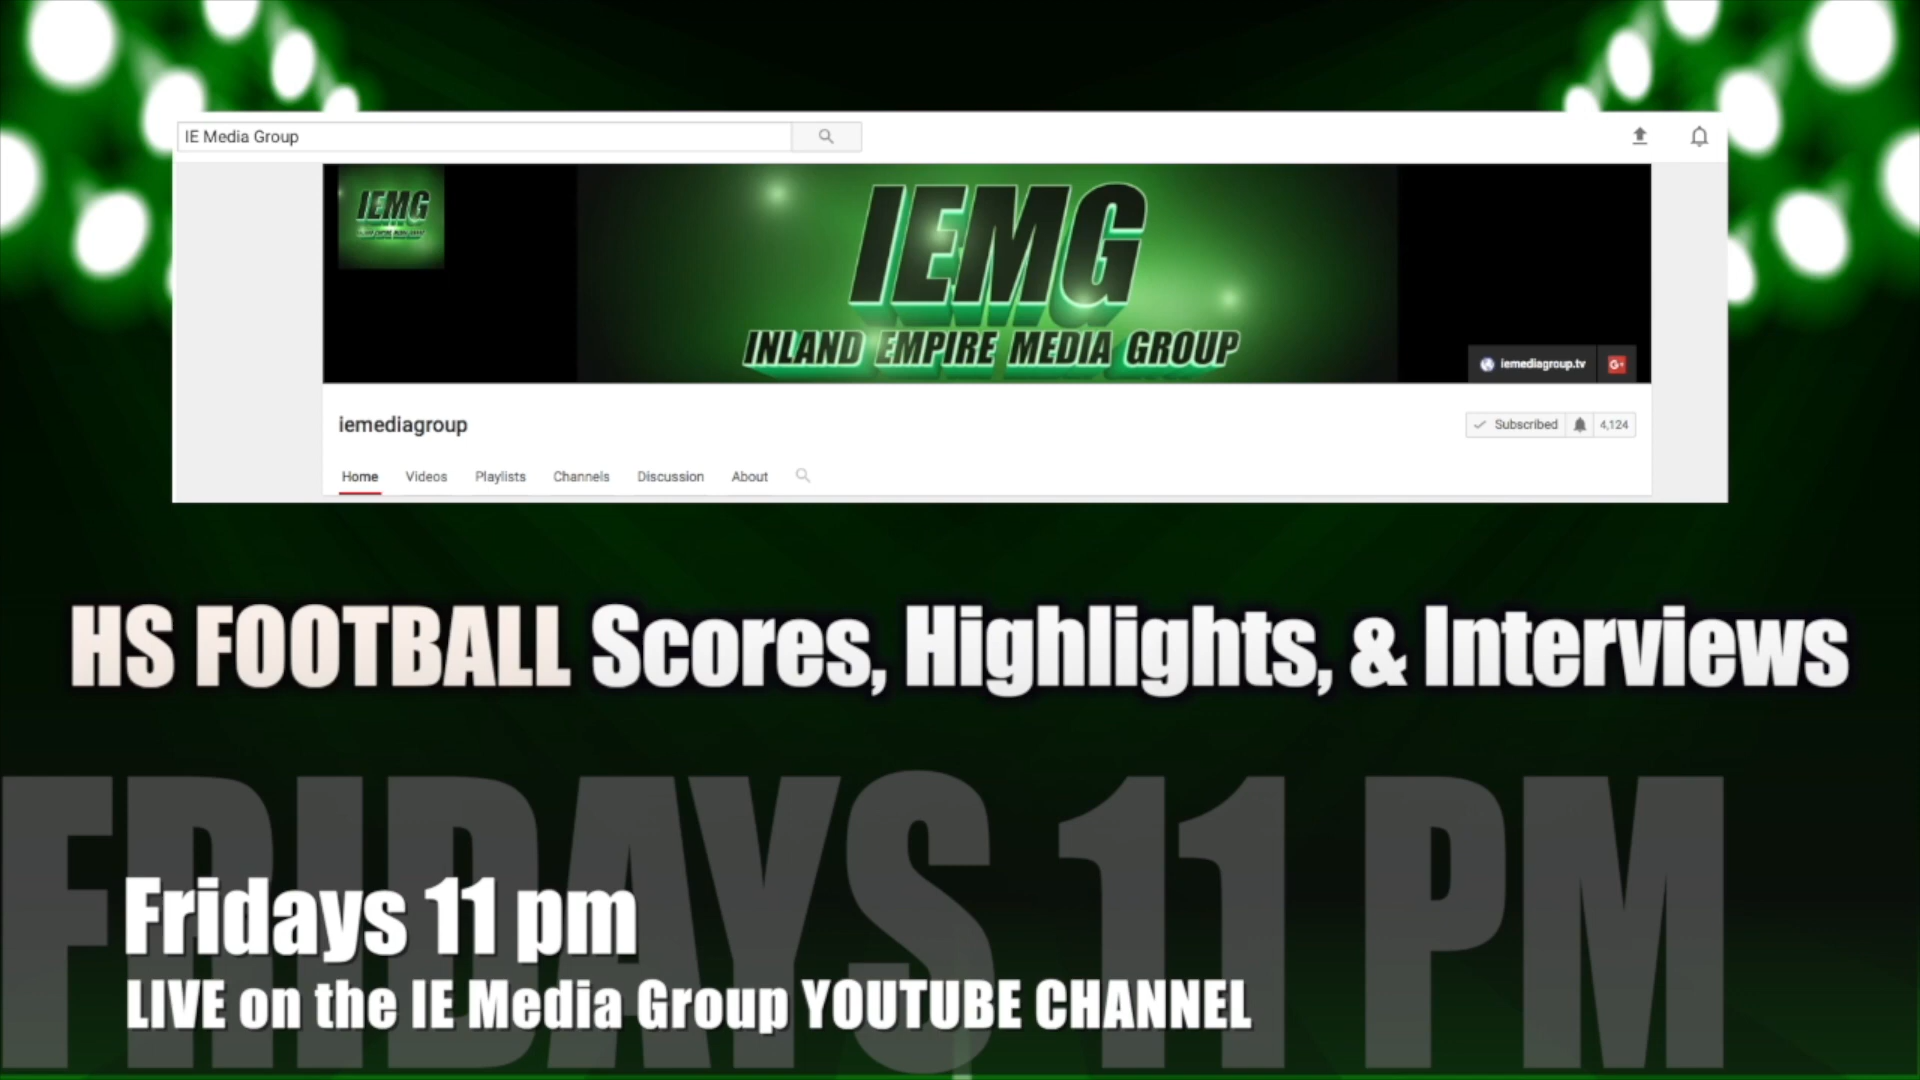 IE Media Group
IEMG
IEMG
INLAND EMPIRE MEDIA GROUP
iemediagroup.tv
G+
iemediagroup
Subscribed 4,124
Home Videos Playlists Channels Discussion About
HS FOOTBALL Scores, Highlights, & Interviews
FRIDAYS 11 PM
Fridays 11 pm
LIVE on the IE Media Group YOUTUBE CHANNEL